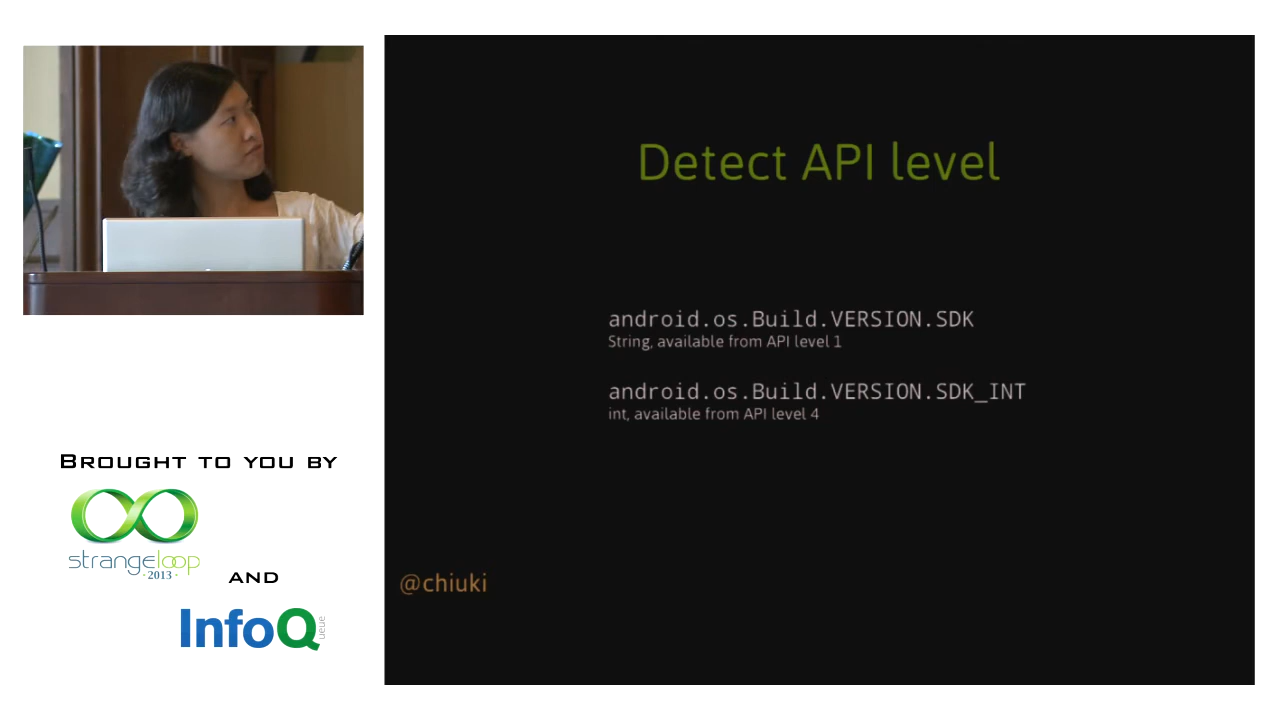 Detect API level
android.os.Build.VERSION.SDK
String, available from API level 1
android.os.Build.VERSION.SDK_INT
int, available from API level 4
@chiuki
BROUGHT TO YOU BY
strangeloop
·2013·
AND
InfoQ
ueue